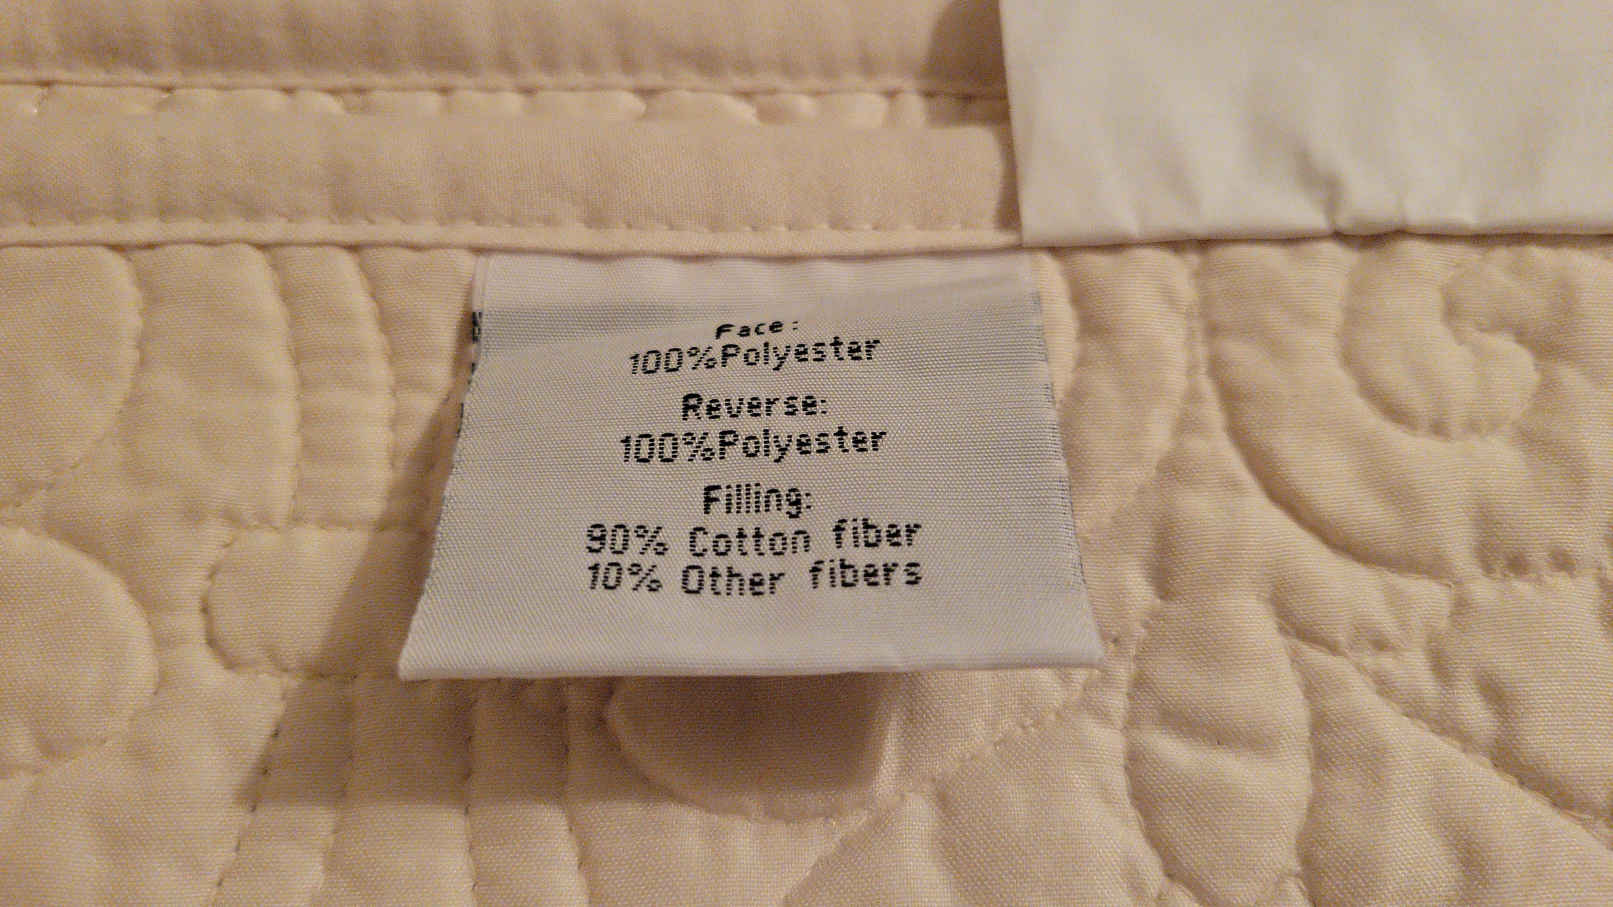 Face:
100%Polyester
Reverse:
100%Polyester
Filling:
90% Cotton fiber
10% Other fibers